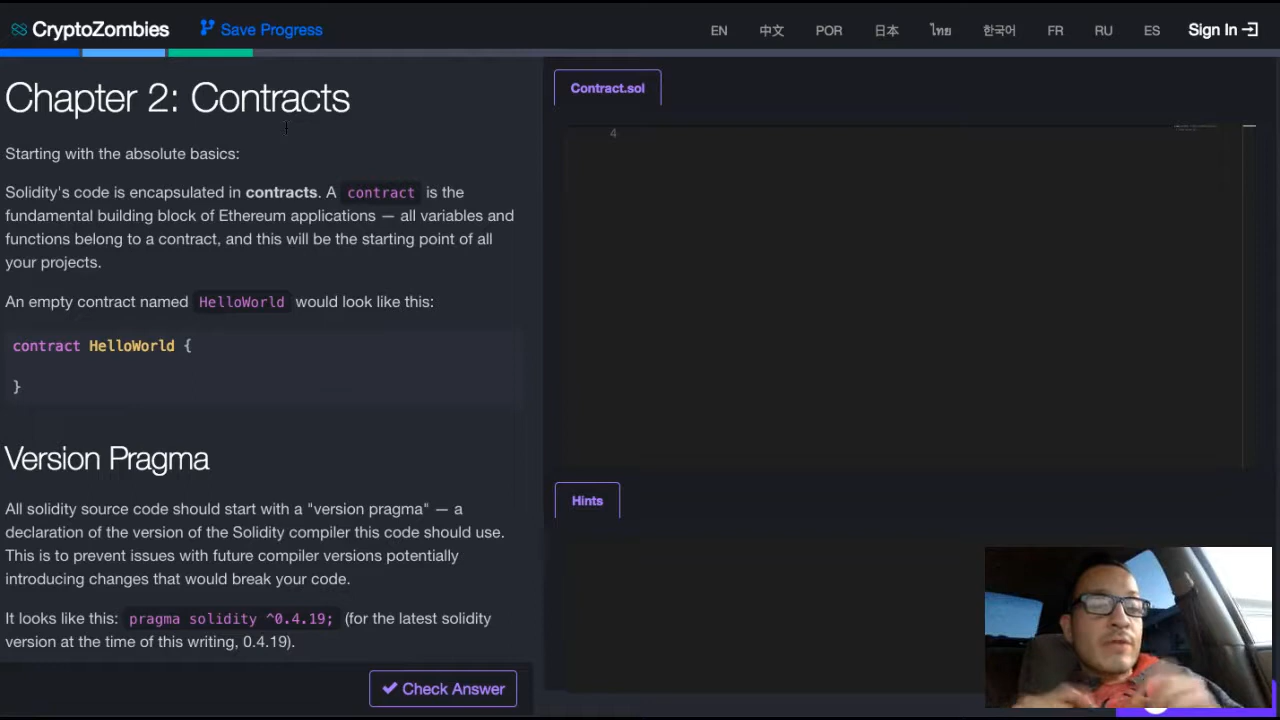 CryptoZombies Save Progress EN 中文 POR 日本 ไทย 한국어 FR RU ES Sign In
Chapter 2: Contracts
Starting with the absolute basics:
Solidity's code is encapsulated in contracts. A contract is the
fundamental building block of Ethereum applications — all variables and
functions belong to a contract, and this will be the starting point of all
your projects.
An empty contract named HelloWorld would look like this:
contract HelloWorld {
}
Version Pragma
All solidity source code should start with a "version pragma" — a
declaration of the version of the Solidity compiler this code should use.
This is to prevent issues with future compiler versions potentially
introducing changes that would break your code.
It looks like this: pragma solidity ^0.4.19; (for the latest solidity
version at the time of this writing, 0.4.19).
Check Answer
Contract.sol
4
Hints